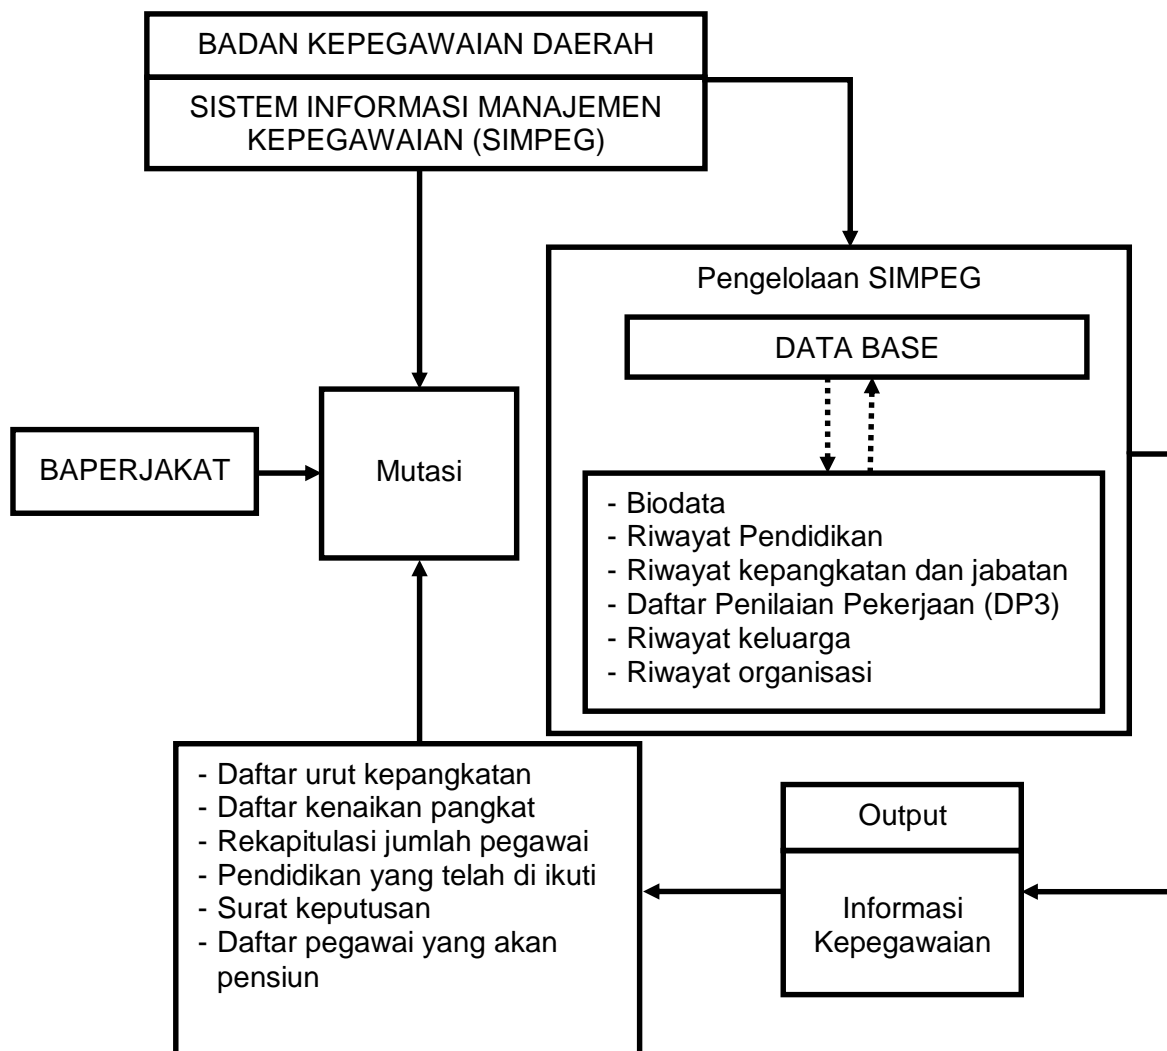 BADAN KEPEGAWAIAN DAERAH
SISTEM INFORMASI MANAJEMEN
KEPEGAWAIAN (SIMPEG)
Pengelolaan SIMPEG
DATA BASE
BAPERJAKAT
Mutasi
- Biodata
- Riwayat Pendidikan
- Riwayat kepangkatan dan jabatan
- Daftar Penilaian Pekerjaan (DP3)
- Riwayat keluarga
- Riwayat organisasi
- Daftar urut kepangkatan
- Daftar kenaikan pangkat
- Rekapitulasi jumlah pegawai
- Pendidikan yang telah di ikuti
- Surat keputusan
- Daftar pegawai yang akan
pensiun
Output
Informasi
Kepegawaian